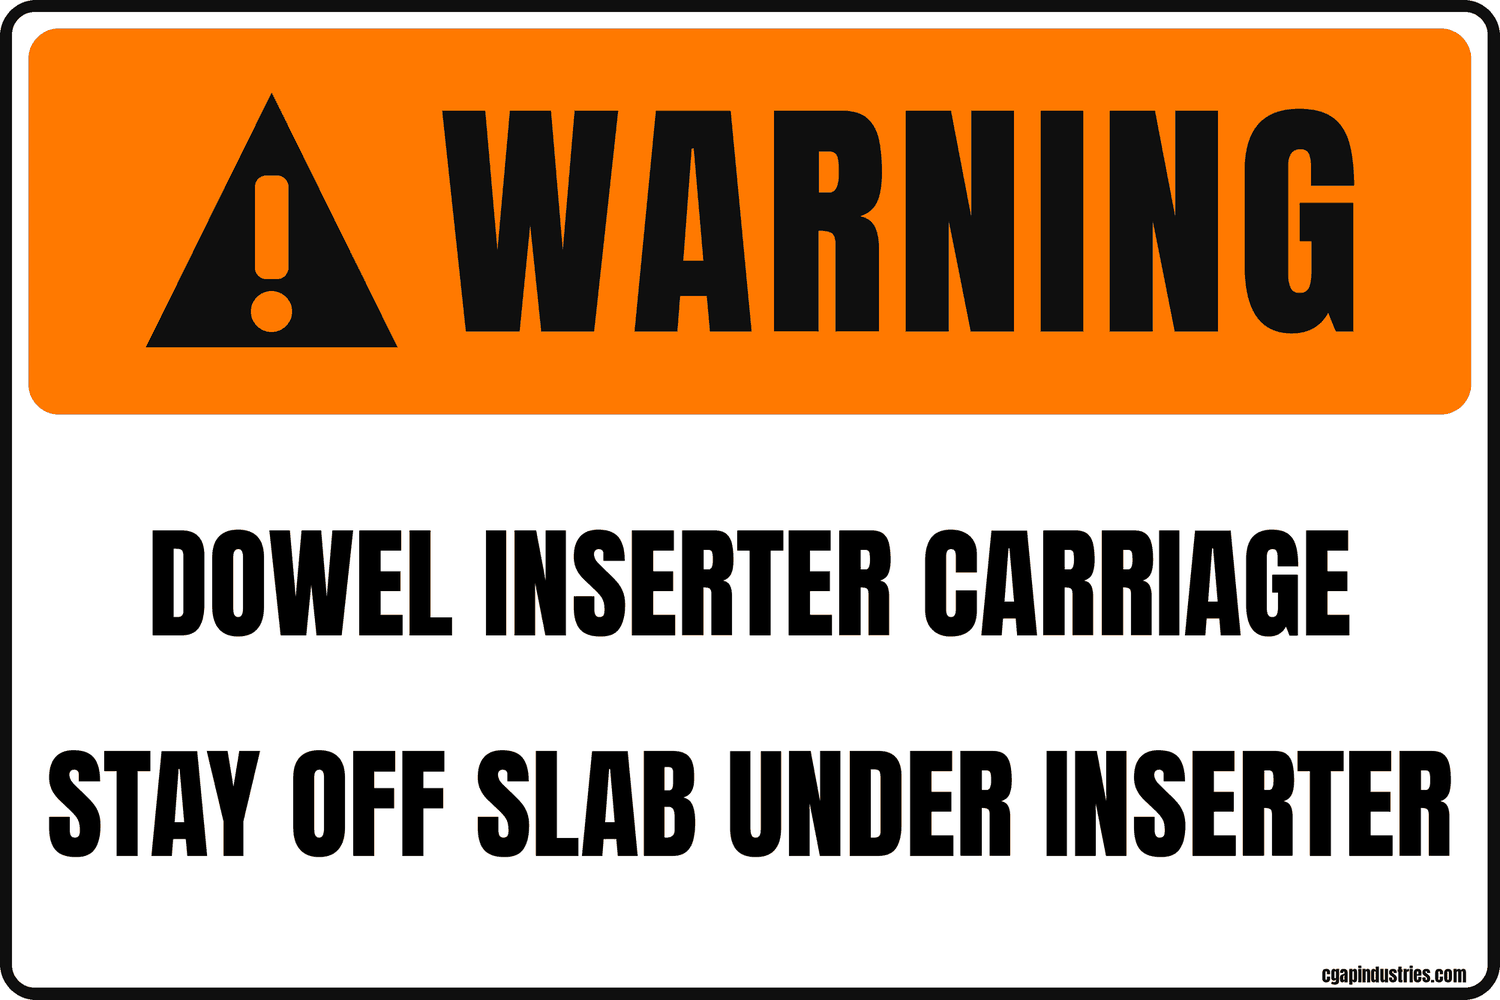 WARNING
DOWEL INSERTER CARRIAGE
STAY OFF SLAB UNDER INSERTER
cgapindustries.com